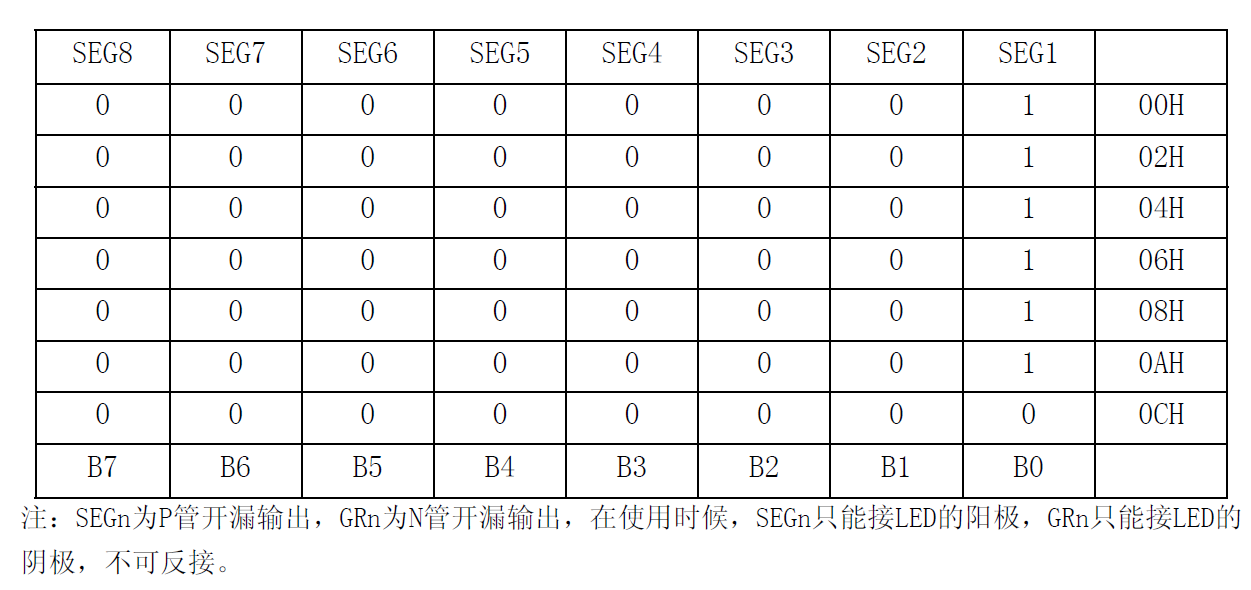 SEG8 SEG7 SEG6 SEG5 SEG4 SEG3 SEG2 SEG1
0 0 0 0 0 0 0 1 00H
0 0 0 0 0 0 0 1 02H
0 0 0 0 0 0 0 1 04H
0 0 0 0 0 0 0 1 06H
0 0 0 0 0 0 0 1 08H
0 0 0 0 0 0 0 1 0AH
0 0 0 0 0 0 0 0 0CH
B7 B6 B5 B4 B3 B2 B1 B0
注：SEGn为P管开漏输出，GRn为N管开漏输出，在使用时候，SEGn只能接LED的阳极，GRn只能接LED的
阴极，不可反接。